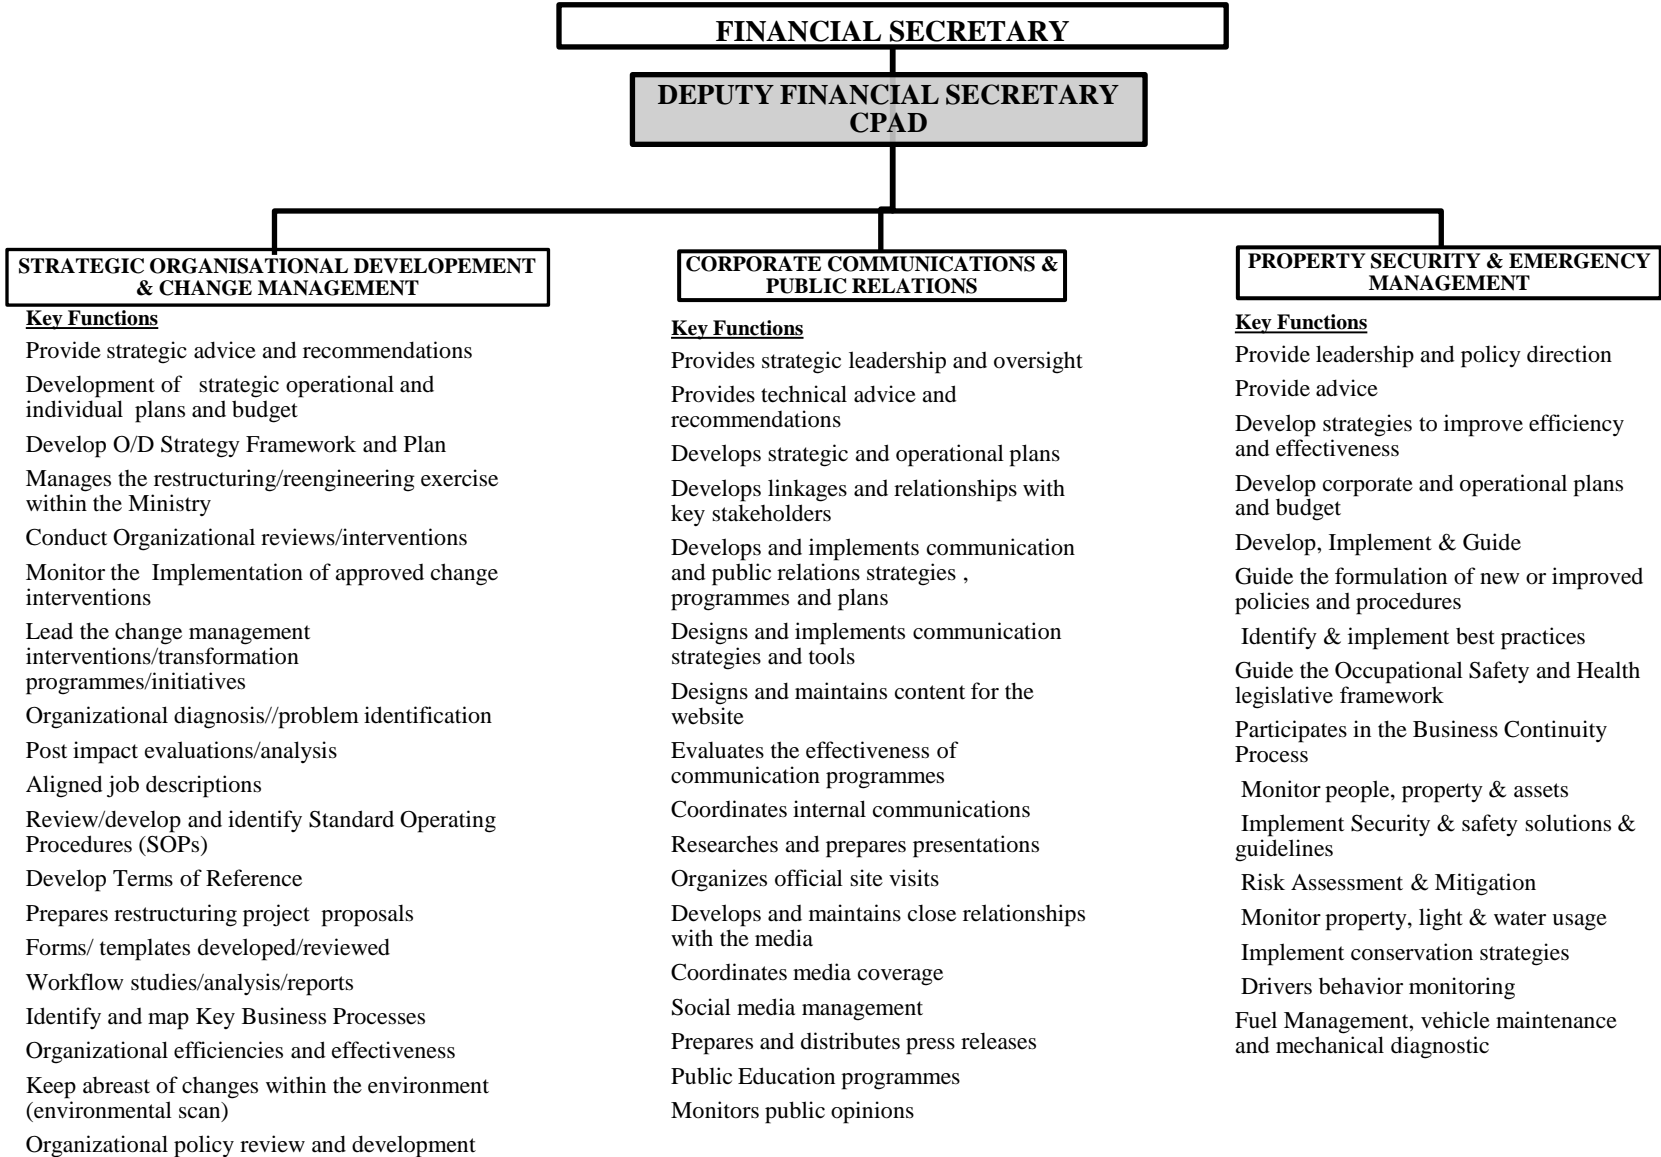 FINANCIAL SECRETARY
DEPUTY FINANCIAL SECRETARY
CPAD
STRATEGIC ORGANISATIONAL DEVELOPEMENT
& CHANGE MANAGEMENT
Key Functions
Provide strategic advice and recommendations
Development of strategic operational and
individual plans and budget
Develop O/D Strategy Framework and Plan
Manages the restructuring/reengineering exercise
within the Ministry
Conduct Organizational reviews/interventions
Monitor the Implementation of approved change
interventions
Lead the change management
interventions/transformation
programmes/initiatives
Organizational diagnosis//problem identification
Post impact evaluations/analysis
Aligned job descriptions
Review/develop and identify Standard Operating
Procedures (SOPs)
Develop Terms of Reference
Prepares restructuring project proposals
Forms/ templates developed/reviewed
Workflow studies/analysis/reports
Identify and map Key Business Processes
Organizational efficiencies and effectiveness
Keep abreast of changes within the environment
(environmental scan)
Organizational policy review and development
CORPORATE COMMUNICATIONS &
PUBLIC RELATIONS
Key Functions
Provides strategic leadership and oversight
Provides technical advice and
recommendations
Develops strategic and operational plans
Develops linkages and relationships with
key stakeholders
Develops and implements communication
and public relations strategies ,
programmes and plans
Designs and implements communication
strategies and tools
Designs and maintains content for the
website
Evaluates the effectiveness of
communication programmes
Coordinates internal communications
Researches and prepares presentations
Organizes official site visits
Develops and maintains close relationships
with the media
Coordinates media coverage
Social media management
Prepares and distributes press releases
Public Education programmes
Monitors public opinions
PROPERTY SECURITY & EMERGENCY
MANAGEMENT
Key Functions
Provide leadership and policy direction
Provide advice
Develop strategies to improve efficiency
and effectiveness
Develop corporate and operational plans
and budget
Develop, Implement & Guide
Guide the formulation of new or improved
policies and procedures
Identify & implement best practices
Guide the Occupational Safety and Health
legislative framework
Participates in the Business Continuity
Process
Monitor people, property & assets
Implement Security & safety solutions &
guidelines
Risk Assessment & Mitigation
Monitor property, light & water usage
Implement conservation strategies
Drivers behavior monitoring
Fuel Management, vehicle maintenance
and mechanical diagnostic